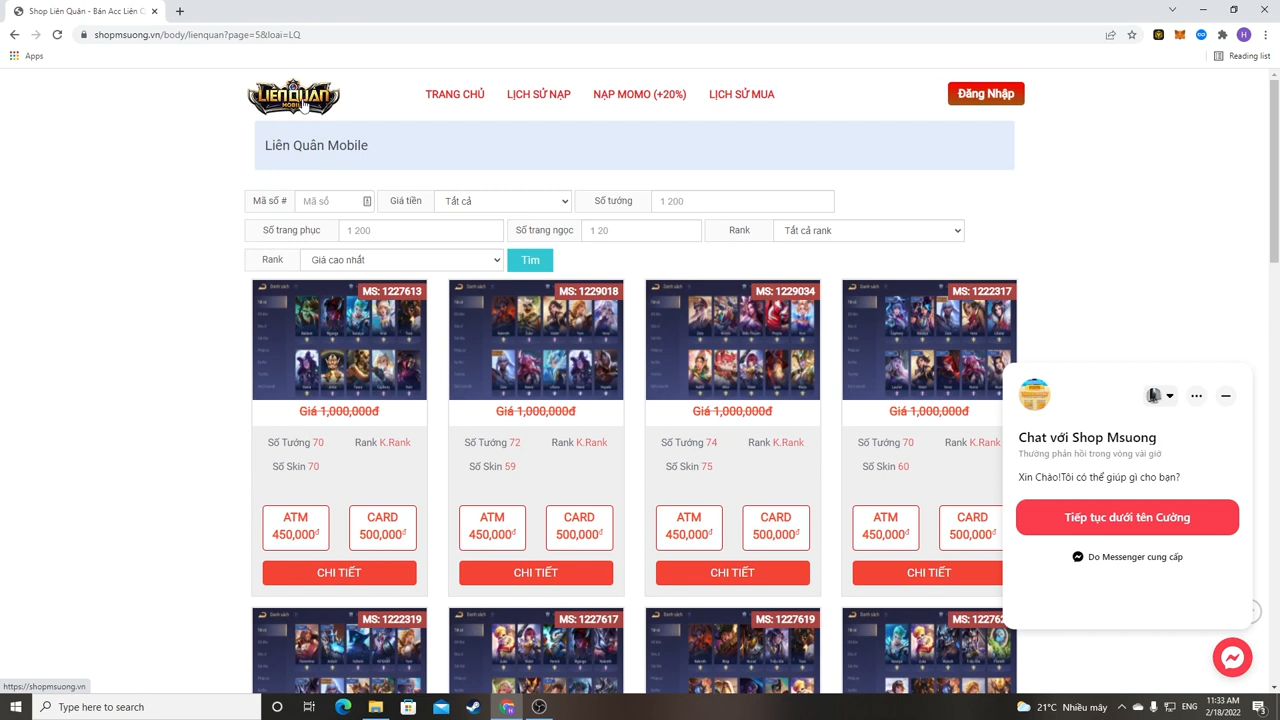 Shop Liên Quân - Bán Acc Liên Q
shopmsuong.vn/body/lienquan?page=5&loai=LQ
Apps
Reading list
LIÊN QUÂN
MOBILE
TRANG CHỦ
LỊCH SỬ NẠP
NẠP MOMO (+20%)
LỊCH SỬ MUA
Đăng Nhập
Liên Quân Mobile
Mã số #
Mã số
Giá tiền
Tất cả
Số tướng
1 200
Số trang phục
1 200
Số trang ngọc
1 20
Rank
Tất cả rank
Rank
Giá cao nhất
Tìm
MS: 1227613
MS: 1229018
MS: 1229034
MS: 1222317
Giá 1,000,000đ
Giá 1,000,000đ
Giá 1,000,000đ
Giá 1,000,000đ
Số Tướng 70
Rank K.Rank
Số Tướng 72
Rank K.Rank
Số Tướng 74
Rank K.Rank
Số Tướng 70
Rank K.Rank
Số Skin 70
Số Skin 59
Số Skin 75
Số Skin 60
ATM
450,000đ
CARD
500,000đ
ATM
450,000đ
CARD
500,000đ
ATM
450,000đ
CARD
500,000đ
ATM
450,000đ
CARD
500,000
CHI TIẾT
CHI TIẾT
CHI TIẾT
CHI TIẾT
MS: 1222319
MS: 1227617
MS: 1227619
Chat với Shop Msuong
Thường phản hồi trong vòng vài giờ
Xin Chào!Tôi có thể giúp gì cho bạn?
Tiếp tục dưới tên Cường
Do Messenger cung cấp
https://shopmsuong.vn
Type here to search
21°C Nhiều mây
ENG
11:33 AM
2/18/2022